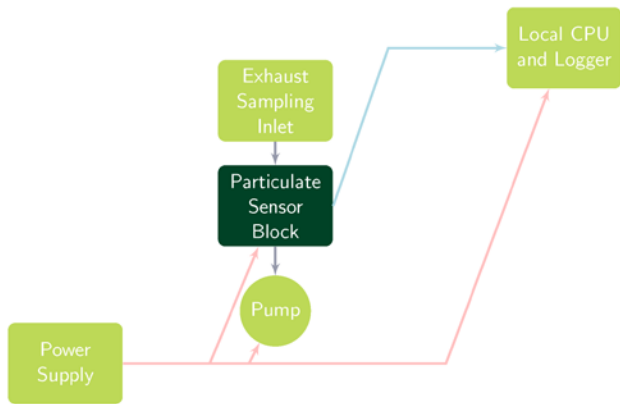 Local CPU
and Logger
Exhaust
Sampling
Inlet
Particulate
Sensor
Block
Pump
Power
Supply